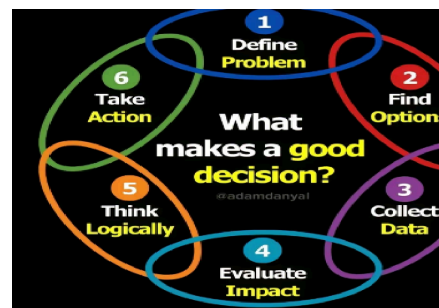 1
Define
Problem
2
Find
Option
3
Collect
Data
4
Evaluate
Impact
5
Think
Logically
6
Take
Action
What
makes a good
decision?
@adamdanyal